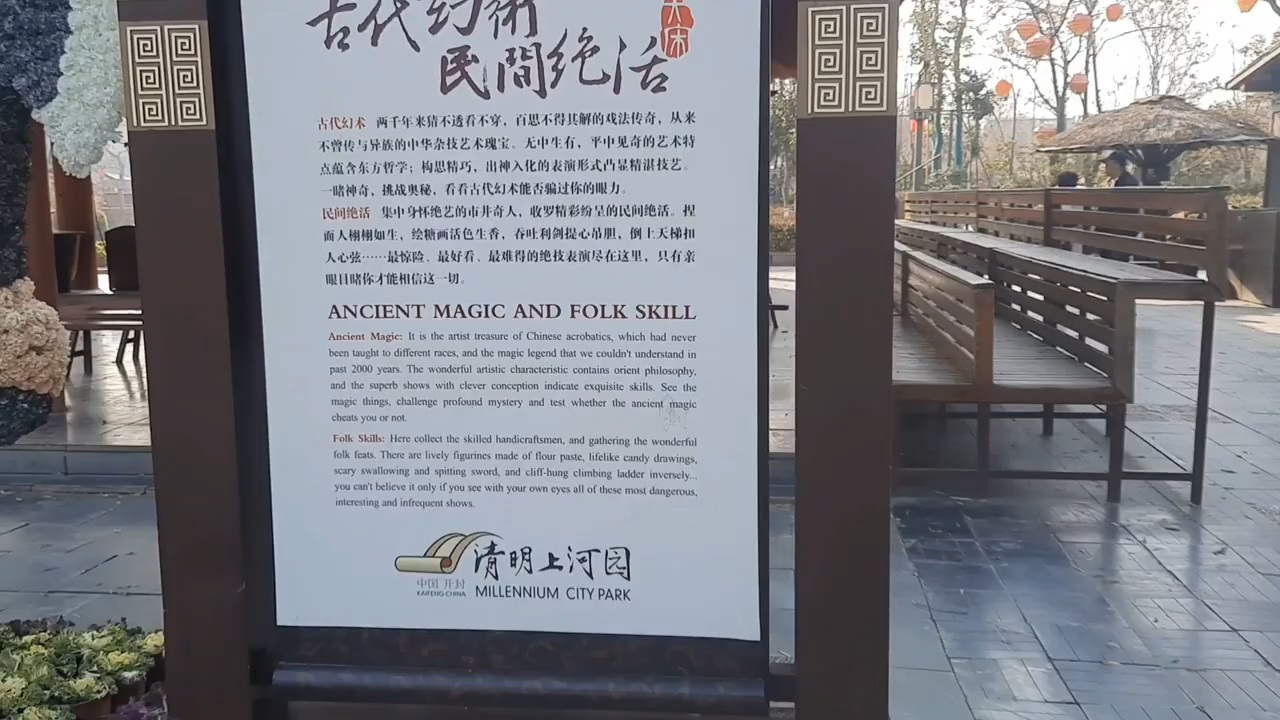 古代幻術
民間绝活
大宋
古代幻术 两千年来猜不透看不穿，百思不得其解的戏法传奇，从来
不曾传与异族的中华杂技艺术瑰宝。无中生有，平中见奇的艺术特
点蕴含东方哲学；构思精巧，出神入化的表演形式凸显精湛技艺。
一睹神奇，挑战奥秘，看看古代幻术能否骗过你的眼力。
民间绝活 集中身怀绝艺的市井奇人，收罗精彩纷呈的民间绝活。捏
面人栩栩如生，绘糖画活色生香，吞吐利剑提心吊胆，倒上天梯扣
人心弦……最惊险、最好看、最难得的绝技表演尽在这里，只有亲
眼目睹你才能相信这一切。
ANCIENT MAGIC AND FOLK SKILL
Ancient Magic: It is the artist treasure of Chinese acrobatics, which had never
been taught to different races, and the magic legend that we couldn't understand in
past 2000 years. The wonderful artistic characteristic contains orient philosophy,
and the superb shows with clever conception indicate exquisite skills. See the
magic things, challenge profound mystery and test whether the ancient magic
cheats you or not.
Folk Skills: Here collect the skilled handicraftsmen, and gathering the wonderful
folk feats. There are lively figurines made of flour paste, lifelike candy drawings,
scary swallowing and spitting sword, and cliff-hung climbing ladder inversely...
you can't believe it only if you see with your own eyes all of these most dangerous,
interesting and infrequent shows.
清明上河园
中国 开封
KAIFENG CHINA
MILLENNIUM CITY PARK